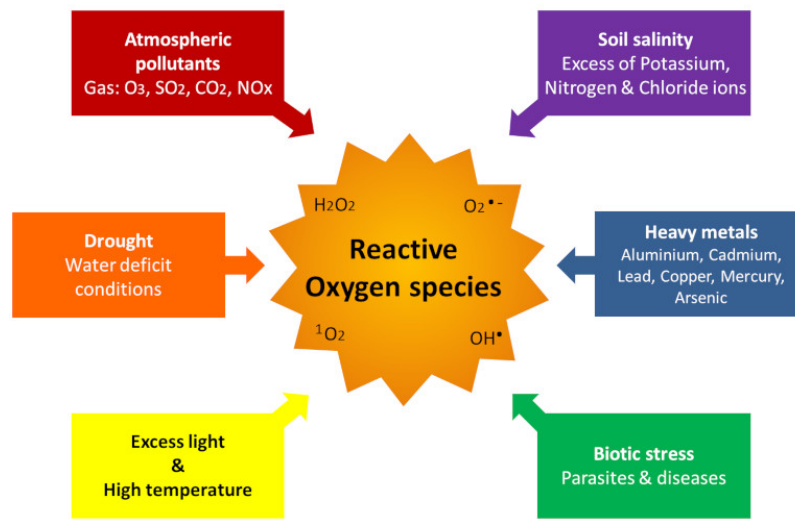 Atmospheric
pollutants
Gas: O3, SO2, CO2, NOx
Soil salinity
Excess of Potassium,
Nitrogen & Chloride ions
H2O2
O2•-
Drought
Water deficit
conditions
Reactive
Oxygen species
Heavy metals
Aluminium, Cadmium,
Lead, Copper, Mercury,
Arsenic
1O2
OH•
Excess light
&
High temperature
Biotic stress
Parasites & diseases